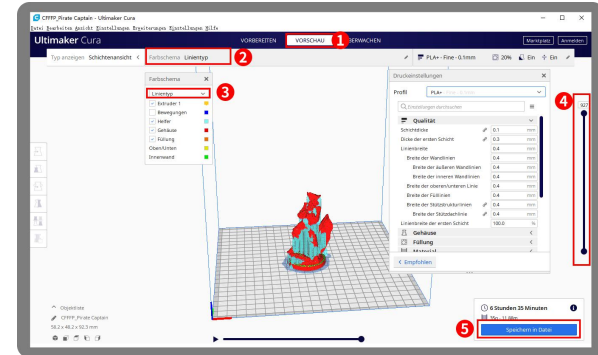 CFFFP_Pirate Captain - Ultimaker Cura
Datei Bearbeiten Ansicht Einstellungen Erweiterungen Einstellungen Hilfe
Ultimaker Cura
VORBEREITEN
VORSCHAU
1
ÜBERWACHEN
Marktplatz
Anmelden
Typ anzeigen Schichtenansicht
Farbschema Linientyp
2
PLA+ - Fine - 0.1mm
20%
Ein
Ein
Farbschema
Linientyp
3
Extruder 1
Bewegungen
Helfer
Gehäuse
Füllung
Oben/Unten
Innenwand
Druckeinstellungen
Profil
PLA+
Einstellungen durchsuchen
Qualität
Schichtdicke 0.1 mm
Dicke der ersten Schicht 0.3 mm
Linienbreite 0.4 mm
Breite der Wandlinien 0.4 mm
Breite der äußeren Wandlinien 0.4 mm
Breite der inneren Wandlinien 0.4 mm
Breite der oberen/unteren Linie 0.4 mm
Breite der Fülllinien 0.4 mm
Breite der Stützstrukturlinien 0.4 mm
Breite der Stützdachlinie 0.4 mm
Linienbreite der ersten Schicht 100.0 %
Gehäuse
Füllung
Material
Empfohlen
4
927
Objektliste
CFFFP_Pirate Captain
58.2 x 48.2 x 92.3 mm
6 Stunden 35 Minuten
35g · 11.66m
5
Speichern in Datei